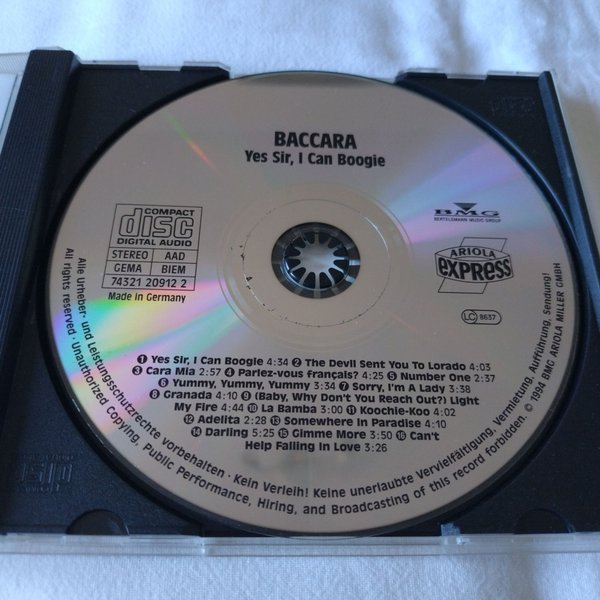 BACCARA
Yes Sir, I Can Boogie
COMPACT
disc
DIGITAL AUDIO
STEREO AAD
GEMA BIEM
74321 20912 2
Made in Germany
BMG
BERTELSMANN MUSIC GROUP
ARIOLA
EXPRESS
LC 8637
1 Yes Sir, I Can Boogie 4:34 2 The Devil Sent You To Lorado 4:03
3 Cara Mia 2:57 4 Parlez-vous français? 4:25 5 Number One 2:37
6 Yummy, Yummy, Yummy 3:34 7 Sorry, I'm A Lady 3:38
8 Granada 4:10 9 (Baby, Why Don't You Reach Out?) Light
My Fire 4:44 10 La Bamba 3:00 11 Koochie-Koo 4:02
12 Adelita 2:28 13 Somewhere In Paradise 4:10
14 Darling 5:25 15 Gimme More 3:50 16 Can't
Help Falling In Love 3:26
Alle Urheber- und Leistungsschutzrechte vorbehalten · Kein Verleih! Keine unerlaubte Vervielfältigung, Vermietung, Aufführung, Sendung!
All rights reserved · Unauthorized Copying, Public Performance, Hiring, and Broadcasting of this record forbidden. © 1994 BMG ARIOLA MILLER GMBH